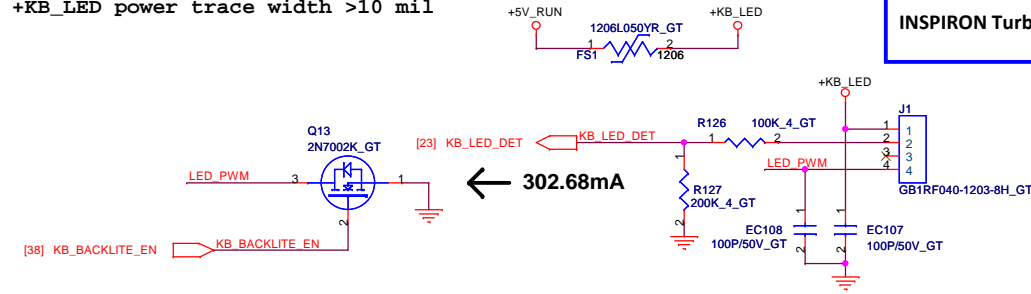 +KB_LED power trace width >10 mil
+5V_RUN
+KB_LED
1206L050YR_GT
1
2
FS1
1206
INSPIRON Turb
+KB_LED
J1
Q13
2N7002K_GT
[23] KB_LED_DET
KB_LED_DET
R126
100K_4_GT
1
2
1
2
3
4
1
2
3
4
GB1RF040-1203-8H_GT
LED_PWM
LED_PWM
3
1
2
302.68mA
1
R127
200K_4_GT
2
[38] KB_BACKLITE_EN
KB_BACKLITE_EN
1
EC108
100P/50V_GT
2
1
EC107
100P/50V_GT
2